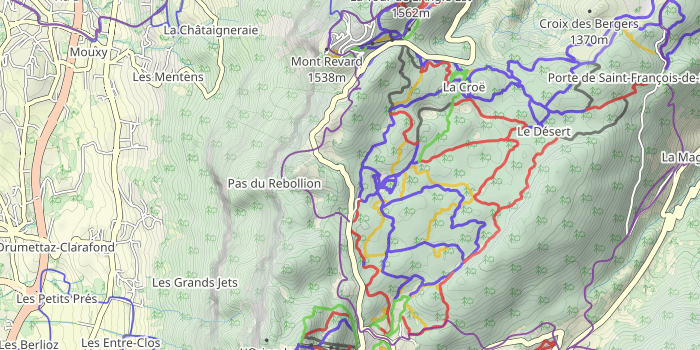 1562m
Croix des Bergers
1370m
La Châtaigneraie
Mouxy
Les Mentens
Mont Revard
1538m
La Croë
Porte de Saint-François-de-
Le Désert
La Mag
Pas du Rebollion
Drumettaz-Clarafond
Les Grands Jets
Les Petits Prés
Les Berlioz
Les Entre-Clos